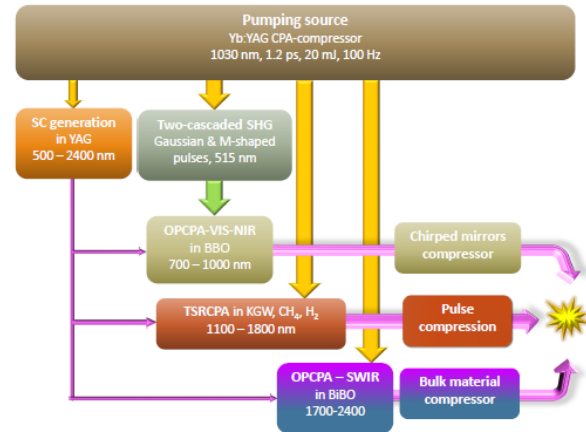 Pumping source
Yb:YAG CPA-compressor
1030 nm, 1.2 ps, 20 mJ, 100 Hz
SC generation
in YAG
500 – 2400 nm
Two-cascaded SHG
Gaussian & M-shaped
pulses, 515 nm
OPCPA-VIS-NIR
in BBO
700 – 1000 nm
Chirped mirrors
compressor
TSRCPA in KGW, CH₄, H₂
1100 – 1800 nm
Pulse
compression
OPCPA – SWIR
in BiBO
1700-2400
Bulk material
compressor